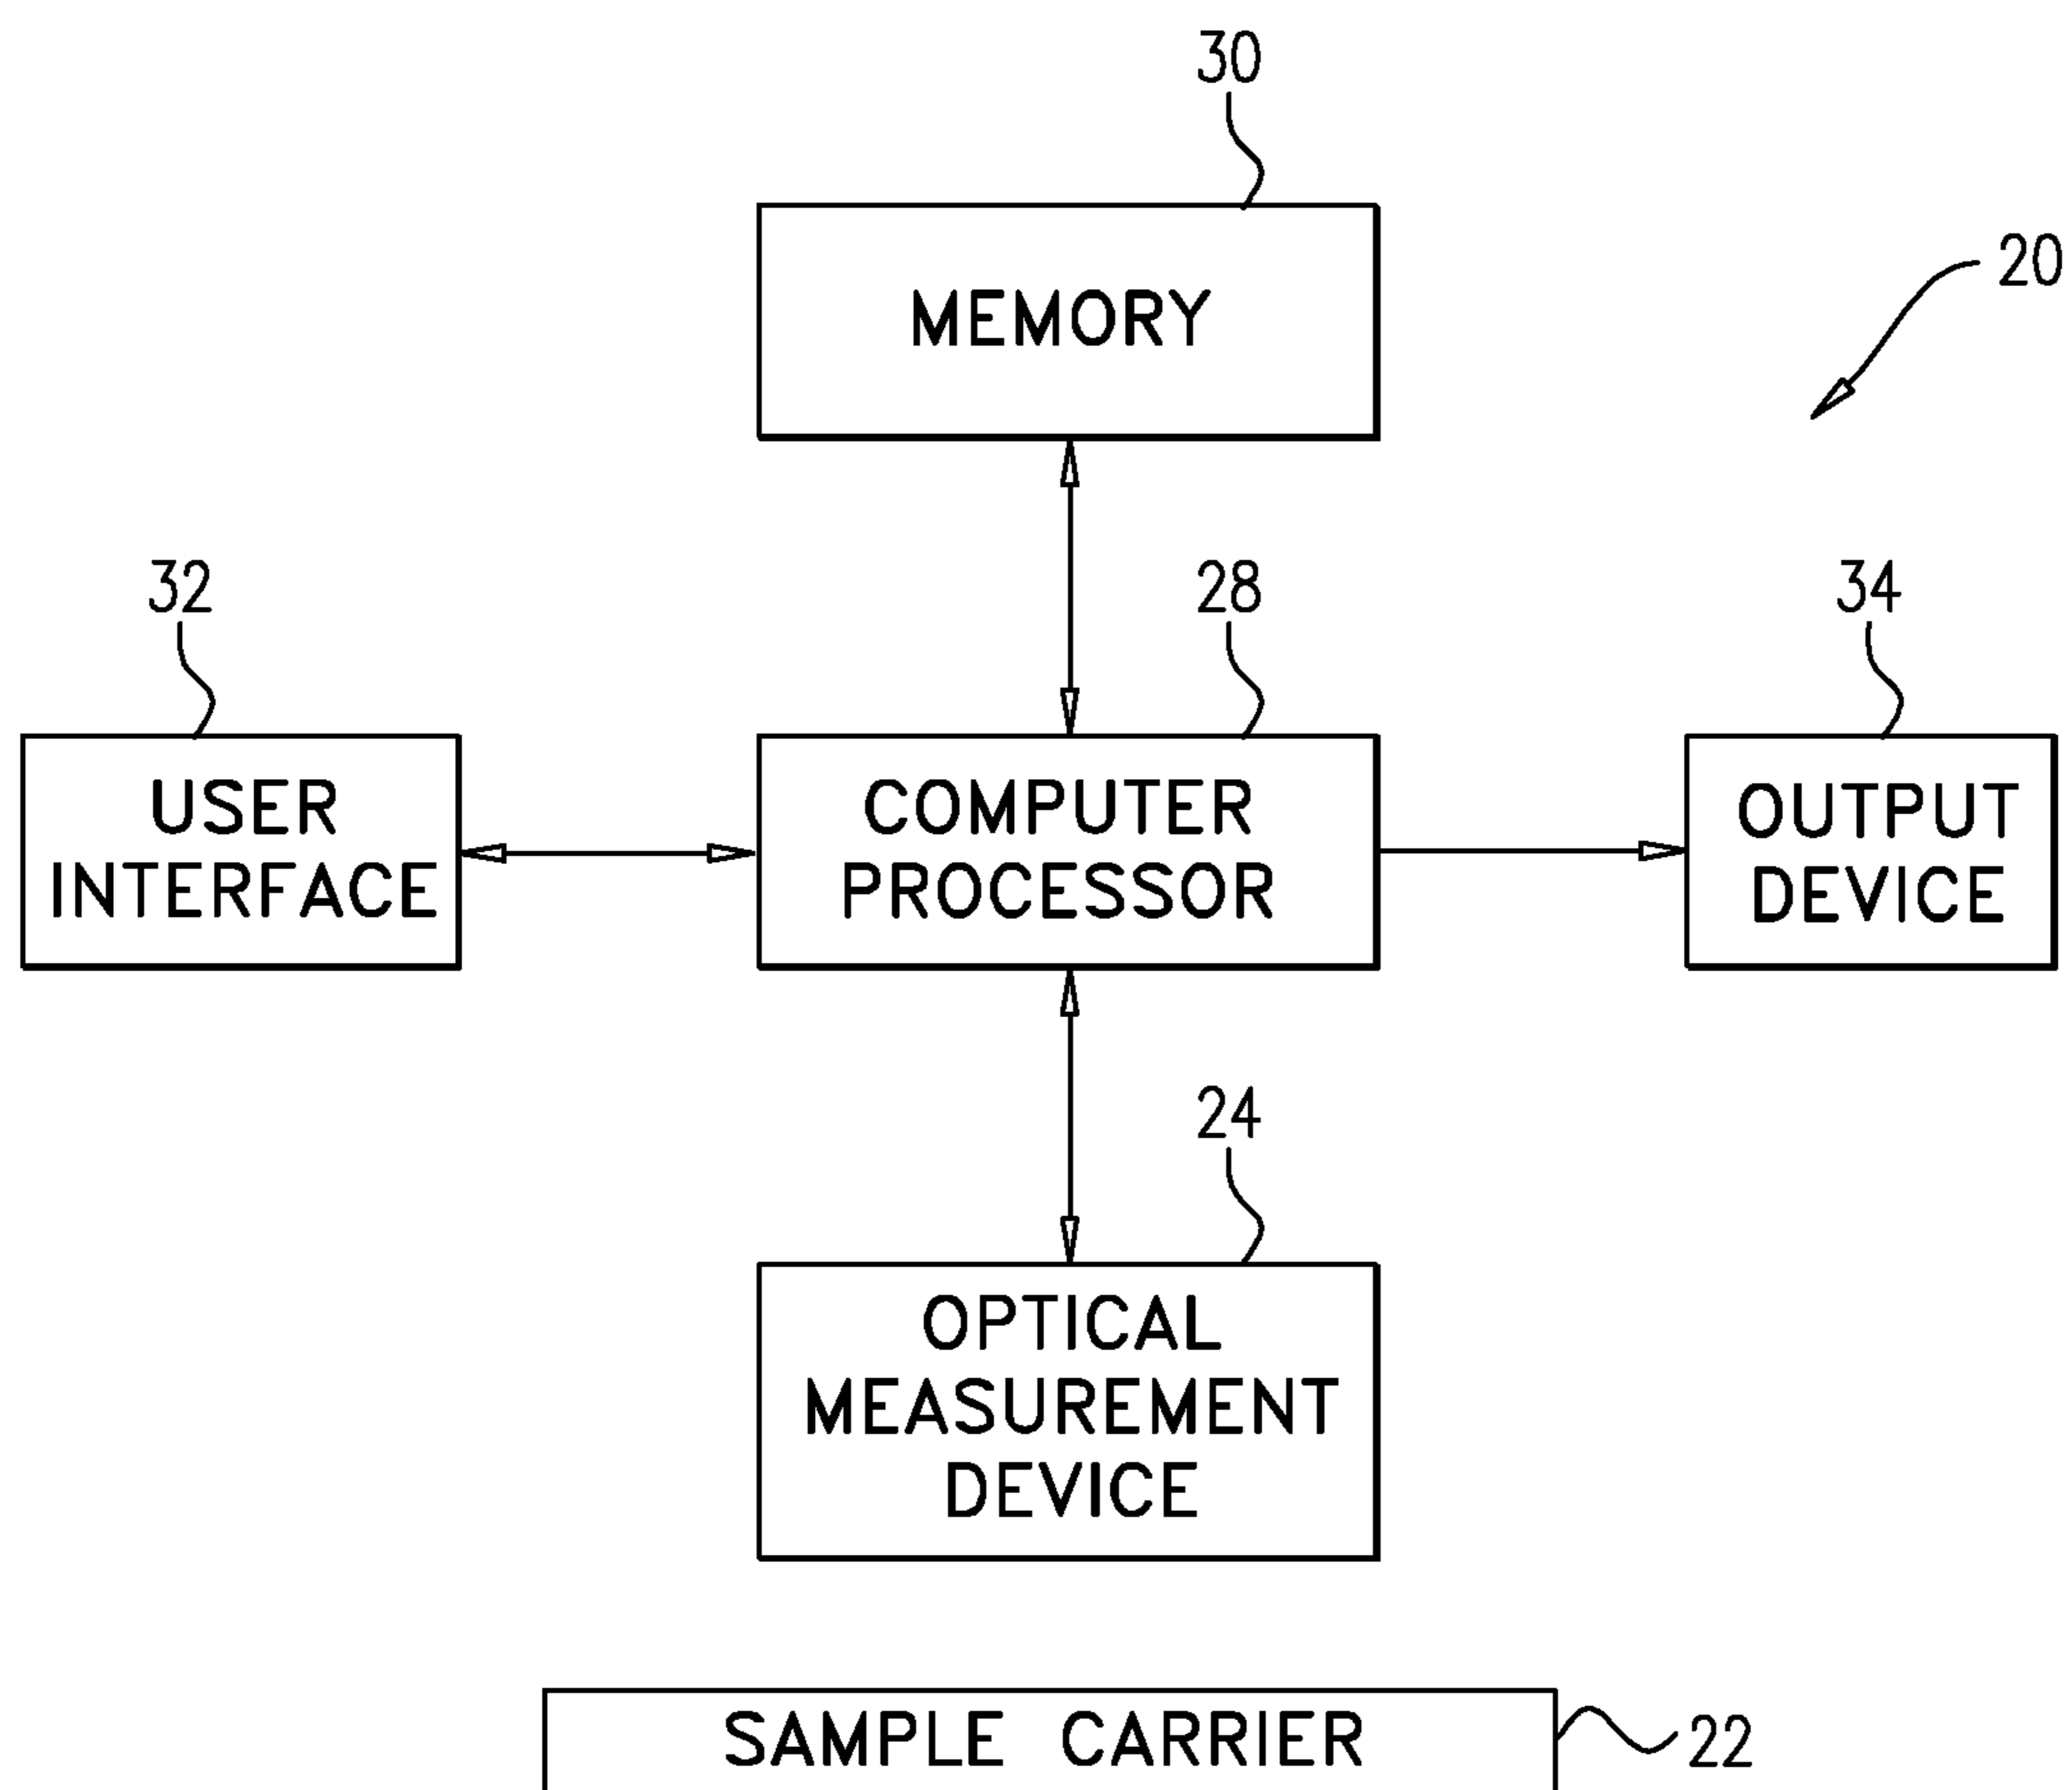 30
MEMORY
20
32
28
34
USER
INTERFACE
COMPUTER
PROCESSOR
OUTPUT
DEVICE
24
OPTICAL
MEASUREMENT
DEVICE
SAMPLE CARRIER
22